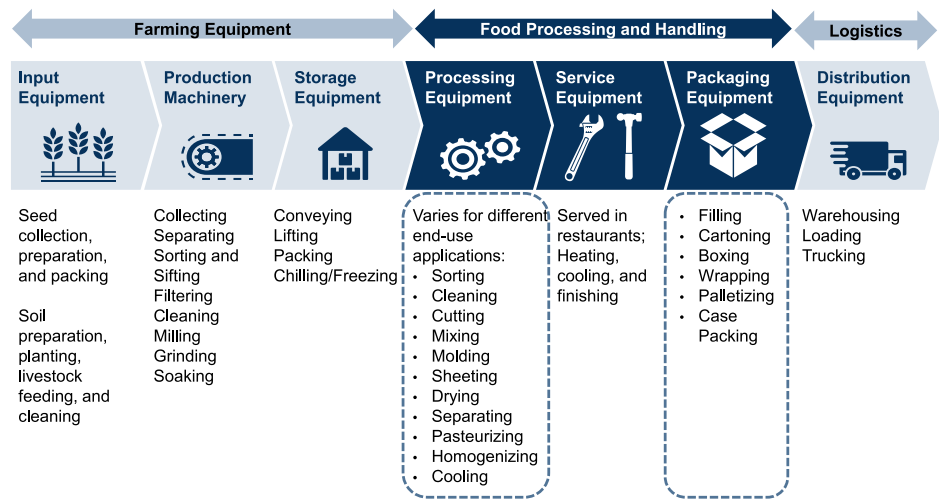 Farming Equipment
Food Processing and Handling
Logistics
Input
Equipment
Production
Machinery
Storage
Equipment
Processing
Equipment
Service
Equipment
Packaging
Equipment
Distribution
Equipment
Seed
collection,
preparation,
and packing
Soil
preparation,
planting,
livestock
feeding, and
cleaning
Collecting
Separating
Sorting and
Sifting
Filtering
Cleaning
Milling
Grinding
Soaking
Conveying
Lifting
Packing
Chilling/Freezing
Varies for different
end-use
applications:
• Sorting
• Cleaning
• Cutting
• Mixing
• Molding
• Sheeting
• Drying
• Separating
• Pasteurizing
• Homogenizing
• Cooling
Served in
restaurants;
Heating,
cooling, and
finishing
• Filling
• Cartoning
• Boxing
• Wrapping
• Palletizing
• Case
Packing
Warehousing
Loading
Trucking